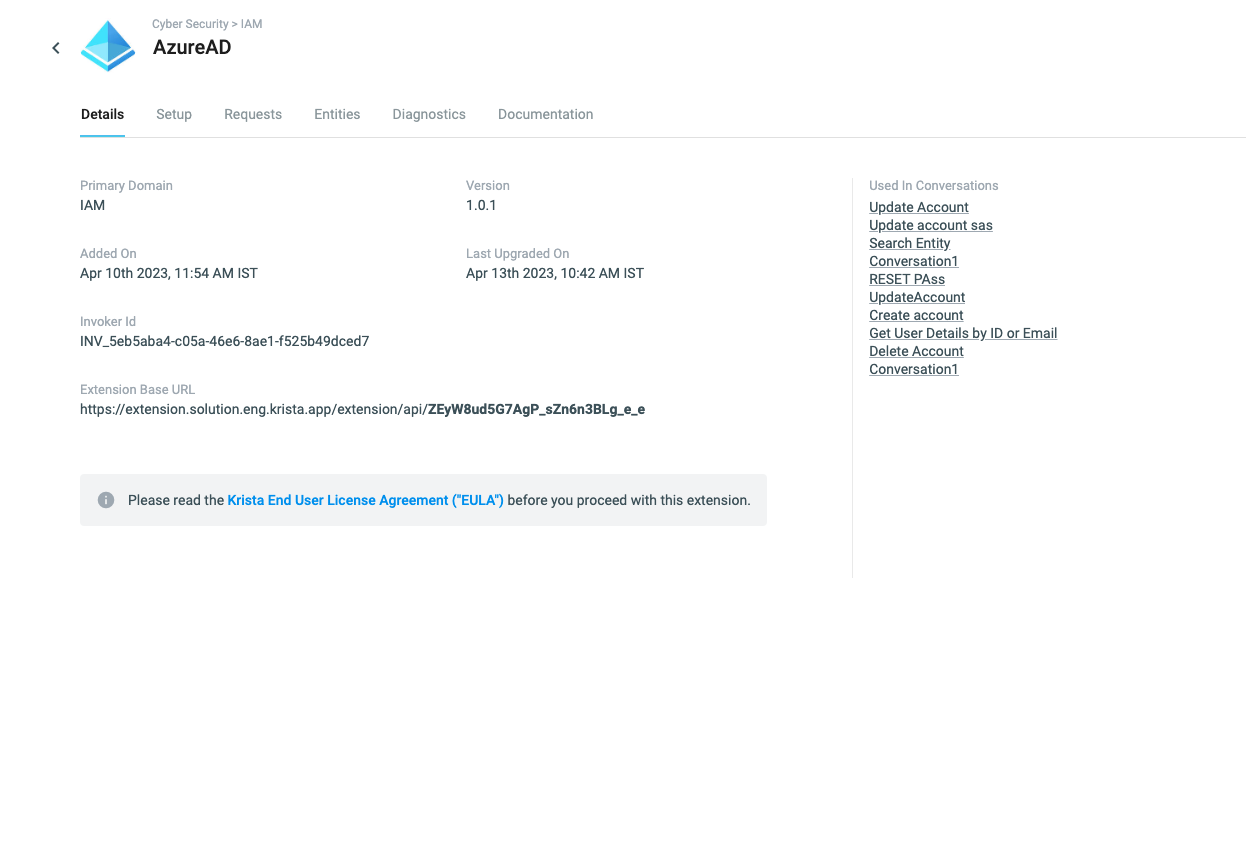 Cyber Security > IAM
AzureAD
Details Setup Requests Entities Diagnostics Documentation
Primary Domain
IAM
Version
1.0.1
Added On
Apr 10th 2023, 11:54 AM IST
Last Upgraded On
Apr 13th 2023, 10:42 AM IST
Invoker Id
INV_5eb5aba4-c05a-46e6-8ae1-f525b49dced7
Extension Base URL
https://extension.solution.eng.krista.app/extension/api/ZEyW8ud5G7AgP_sZn6n3BLg_e_e
Please read the Krista End User License Agreement ("EULA") before you proceed with this extension.
Used In Conversations
Update Account
Update account sas
Search Entity
Conversation1
RESET PAss
UpdateAccount
Create account
Get User Details by ID or Email
Delete Account
Conversation1